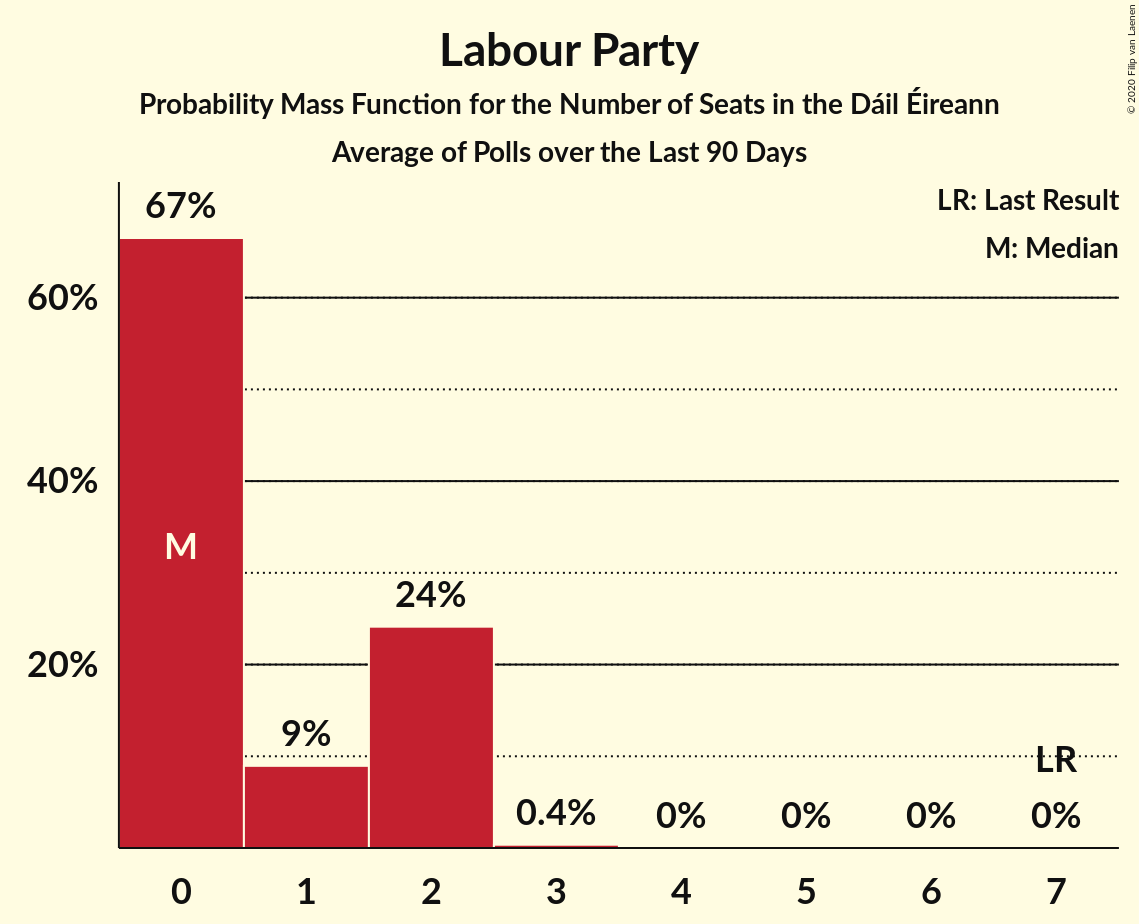 Labour Party
Probability Mass Function for the Number of Seats in the Dáil Éireann
Average of Polls over the Last 90 Days
© 2020 Filip van Laenen
LR: Last Result
M: Median
67%
60%
M
40%
24%
20%
9%
LR
0.4%
0%
0%
0%
0%
0 1 2 3 4 5 6 7